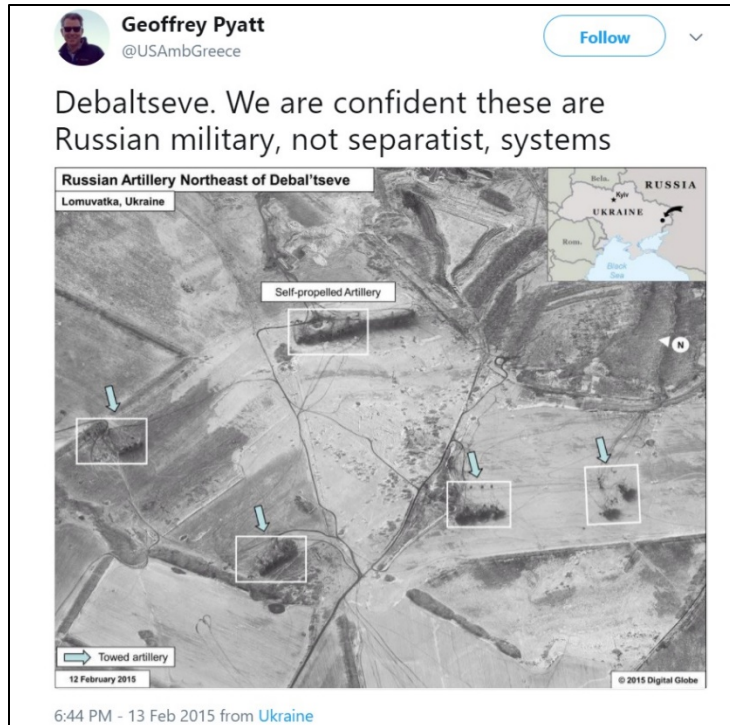 Geoffrey Pyatt
@USAmbGreece
Follow
Debaltseve. We are confident these are
Russian military, not separatist, systems
Russian Artillery Northeast of Debal'tseve
Lomuvatka, Ukraine
Bela.
RUSSIA
Kyiv
UKRAINE
Rom.
Black
Sea
Self-propelled Artillery
N
Towed artillery
12 February 2015
© 2015 Digital Globe
6:44 PM - 13 Feb 2015 from Ukraine